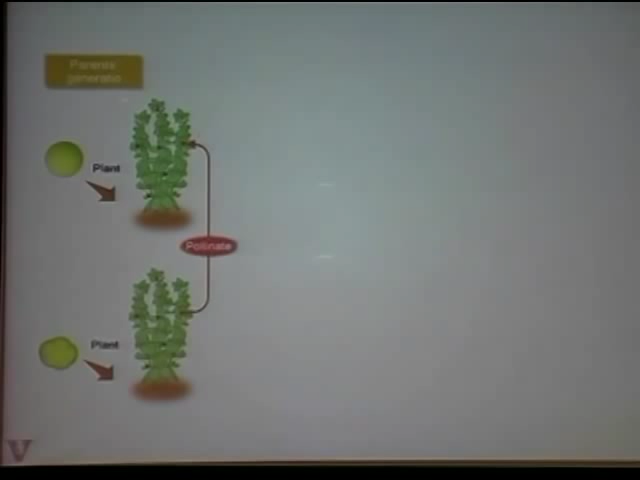 Parents
generatio
Plant
Pollinate
Plant
V